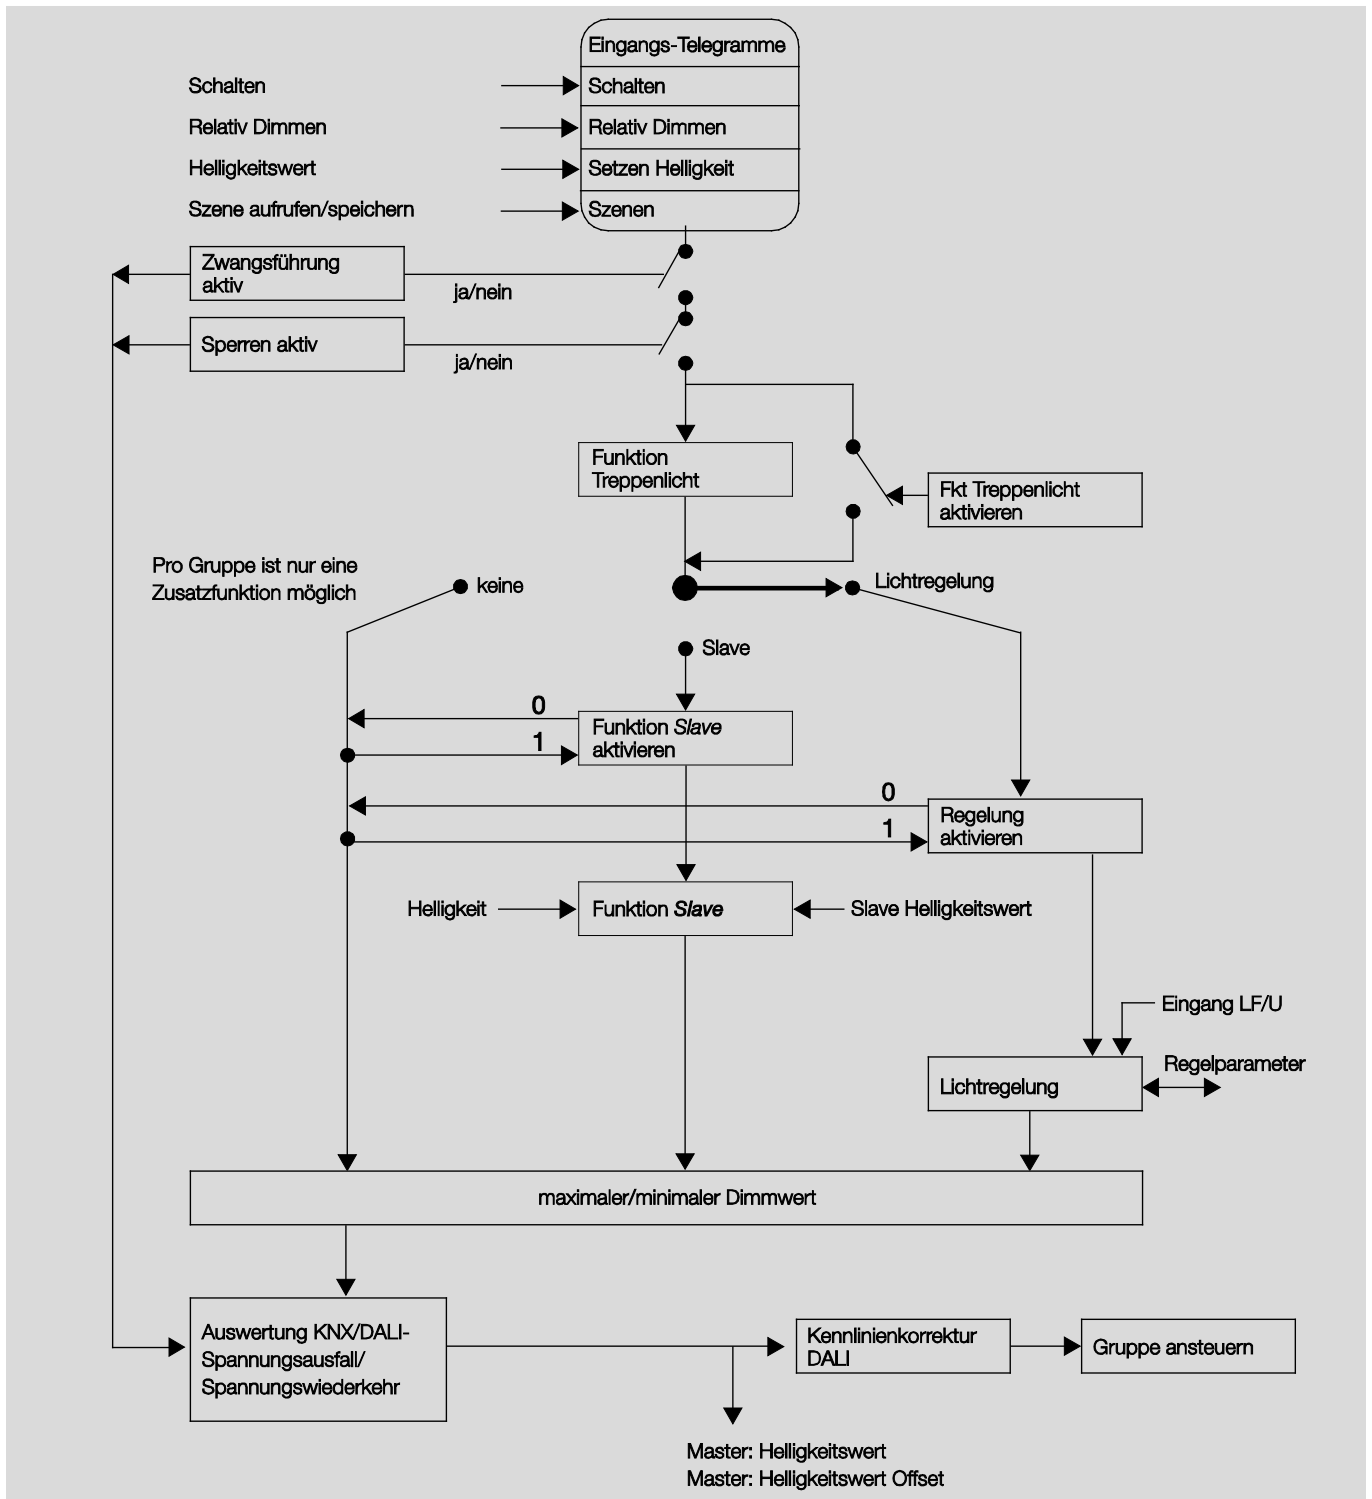 Eingangs-Telegramme
Schalten
Schalten
Relativ Dimmen
Relativ Dimmen
Helligkeitswert
Setzen Helligkeit
Szene aufrufen/speichern
Szenen
Zwangsführung
aktiv
ja/nein
Sperren aktiv
ja/nein
Funktion
Treppenlicht
Fkt Treppenlicht
aktivieren
Pro Gruppe ist nur eine
Zusatzfunktion möglich
keine
Lichtregelung
Slave
0
1
Funktion Slave
aktivieren
0
1
Regelung
aktivieren
Helligkeit
Funktion Slave
Slave Helligkeitswert
Eingang LF/U
Regelparameter
Lichtregelung
maximaler/minimaler Dimmwert
Auswertung KNX/DALI-
Spannungsausfall/
Spannungswiederkehr
Kennlinienkorrektur
DALI
Gruppe ansteuern
Master: Helligkeitswert
Master: Helligkeitswert Offset